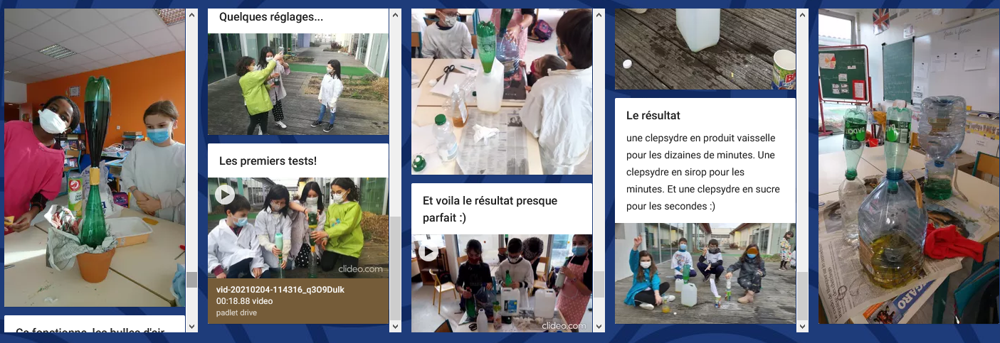 Ça fonctionne, les bulles d'air
Quelques réglages...
Les premiers tests!
clideo.com
vid-20210204-114316_q3O9Dulk
00:18.88 video
padlet drive
Et voila le résultat presque
parfait :)
clideo.com
Le résultat
une clepsydre en produit vaisselle
pour les dizaines de minutes. Une
clepsydre en sirop pour les
minutes. Et une clepsydre en sucre
pour les secondes :)